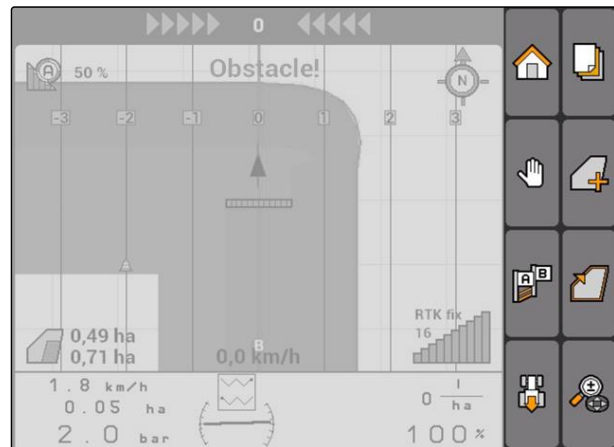 0
A
50 %
Obstacle!
N
-3 -2 -1 0 1 2 3
A B
RTK fix
16
0,49 ha
0,71 ha
B
0,0 km/h
1.8 km/h
0.05 ha
2.0 bar
0 l/ha
100 %